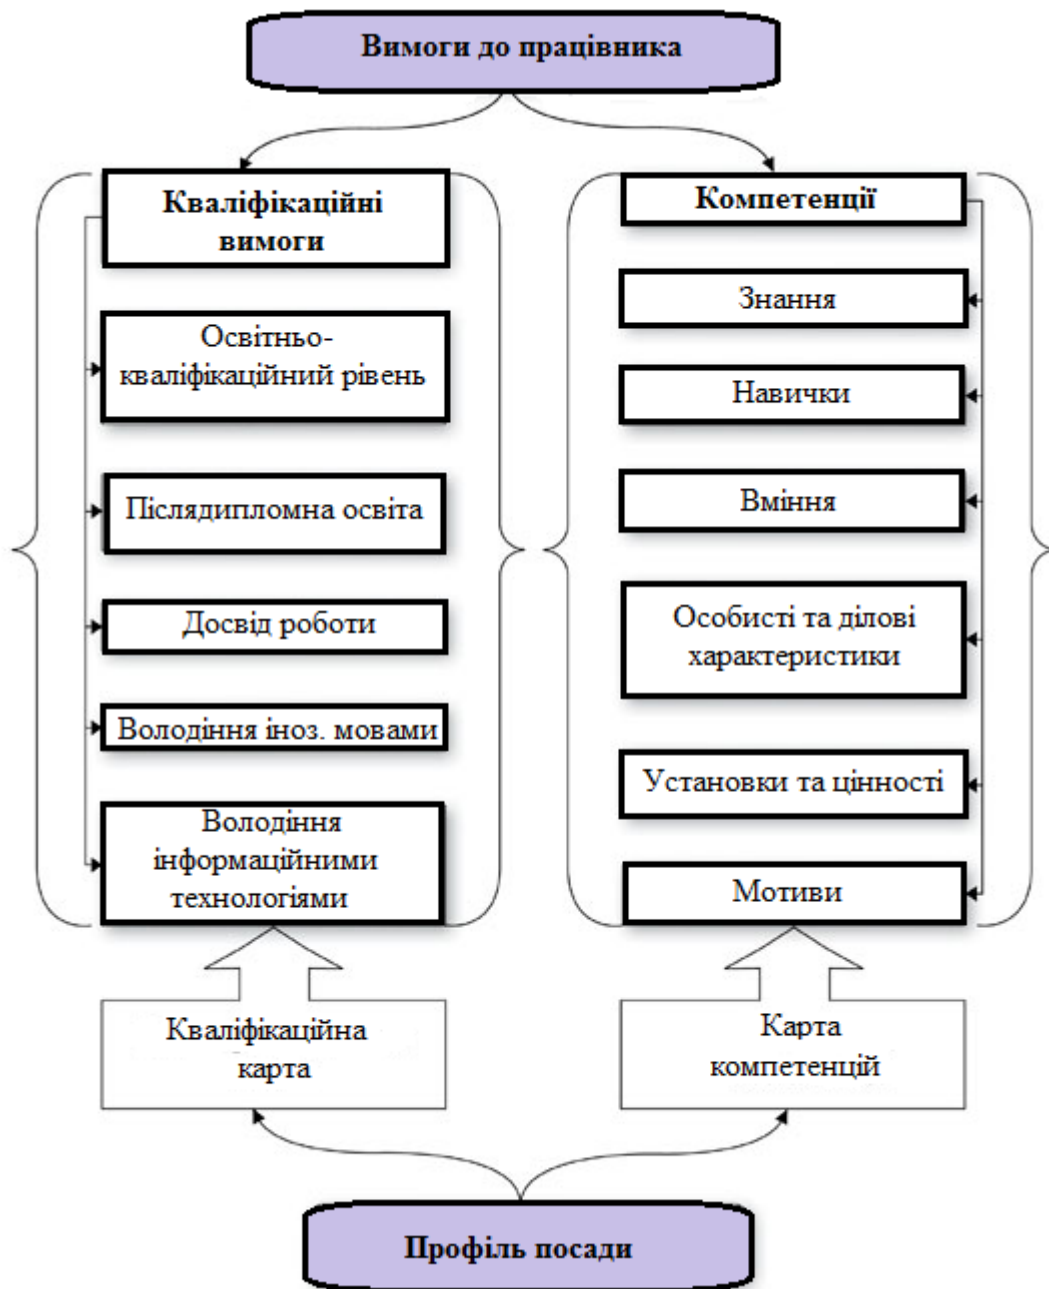 Вимоги до працівника
Кваліфікаційні
вимоги
Освітньо-
кваліфікаційний рівень
Післядипломна освіта
Досвід роботи
Володіння іноз. мовами
Володіння
інформаційними
технологіями
Кваліфікаційна
карта
Компетенції
Знання
Навички
Вміння
Особисті та ділові
характеристики
Установки та цінності
Мотиви
Карта
компетенцій
Профіль посади